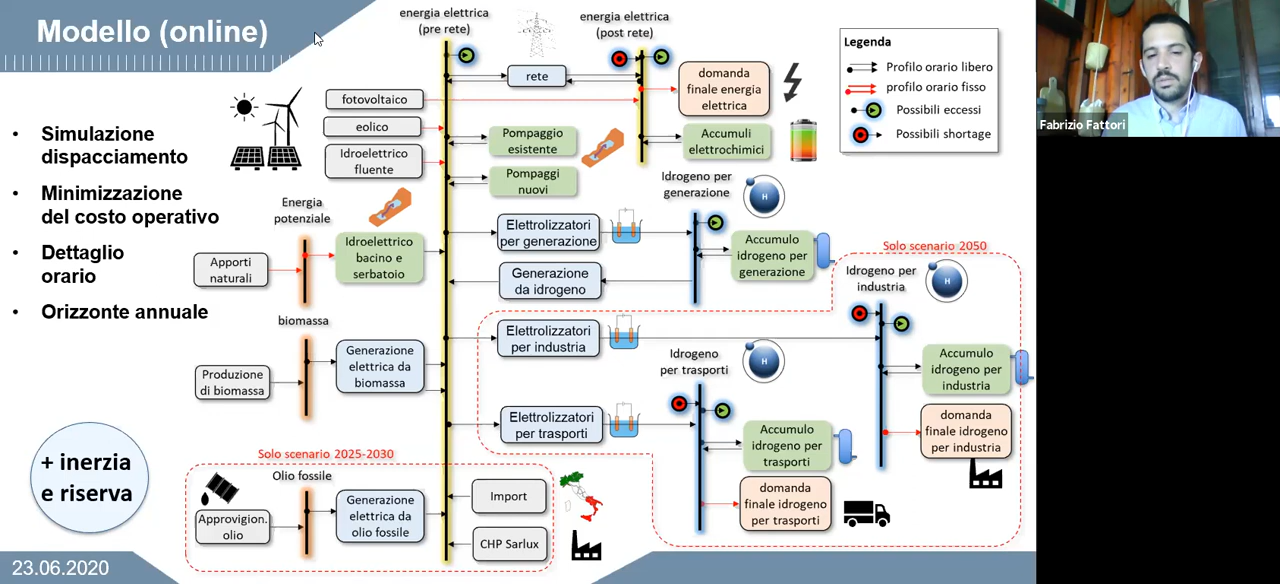 Modello (online)
• Simulazione
dispacciamento
• Minimizzazione
del costo operativo
• Dettaglio
orario
• Orizzonte annuale
+ inerzia
e riserva
23.06.2020
energia elettrica
(pre rete)
energia elettrica
(post rete)
rete
fotovoltaico
eolico
Idroelettrico
fluente
domanda
finale energia
elettrica
Pompaggio
esistente
Accumuli
elettrochimici
Pompaggi
nuovi
Energia
potenziale
Apporti
naturali
Idroelettrico
bacino e
serbatoio
Idrogeno per
generazione
H
Elettrolizzatori
per generazione
Accumulo
idrogeno per
generazione
Generazione
da idrogeno
biomassa
Produzione
di biomassa
Generazione
elettrica da
biomassa
Solo scenario 2050
Idrogeno per
industria
H
Elettrolizzatori
per industria
Idrogeno
per trasporti
H
Accumulo
idrogeno per
industria
Elettrolizzatori
per trasporti
Accumulo
idrogeno per
trasporti
domanda
finale idrogeno
per industria
domanda
finale idrogeno
per trasporti
Solo scenario 2025-2030
Olio fossile
Approvigion.
olio
Generazione
elettrica da
olio fossile
Import
CHP Sarlux
Legenda
Profilo orario libero
profilo orario fisso
Possibili eccessi
Possibili shortage
Fabrizio Fattori